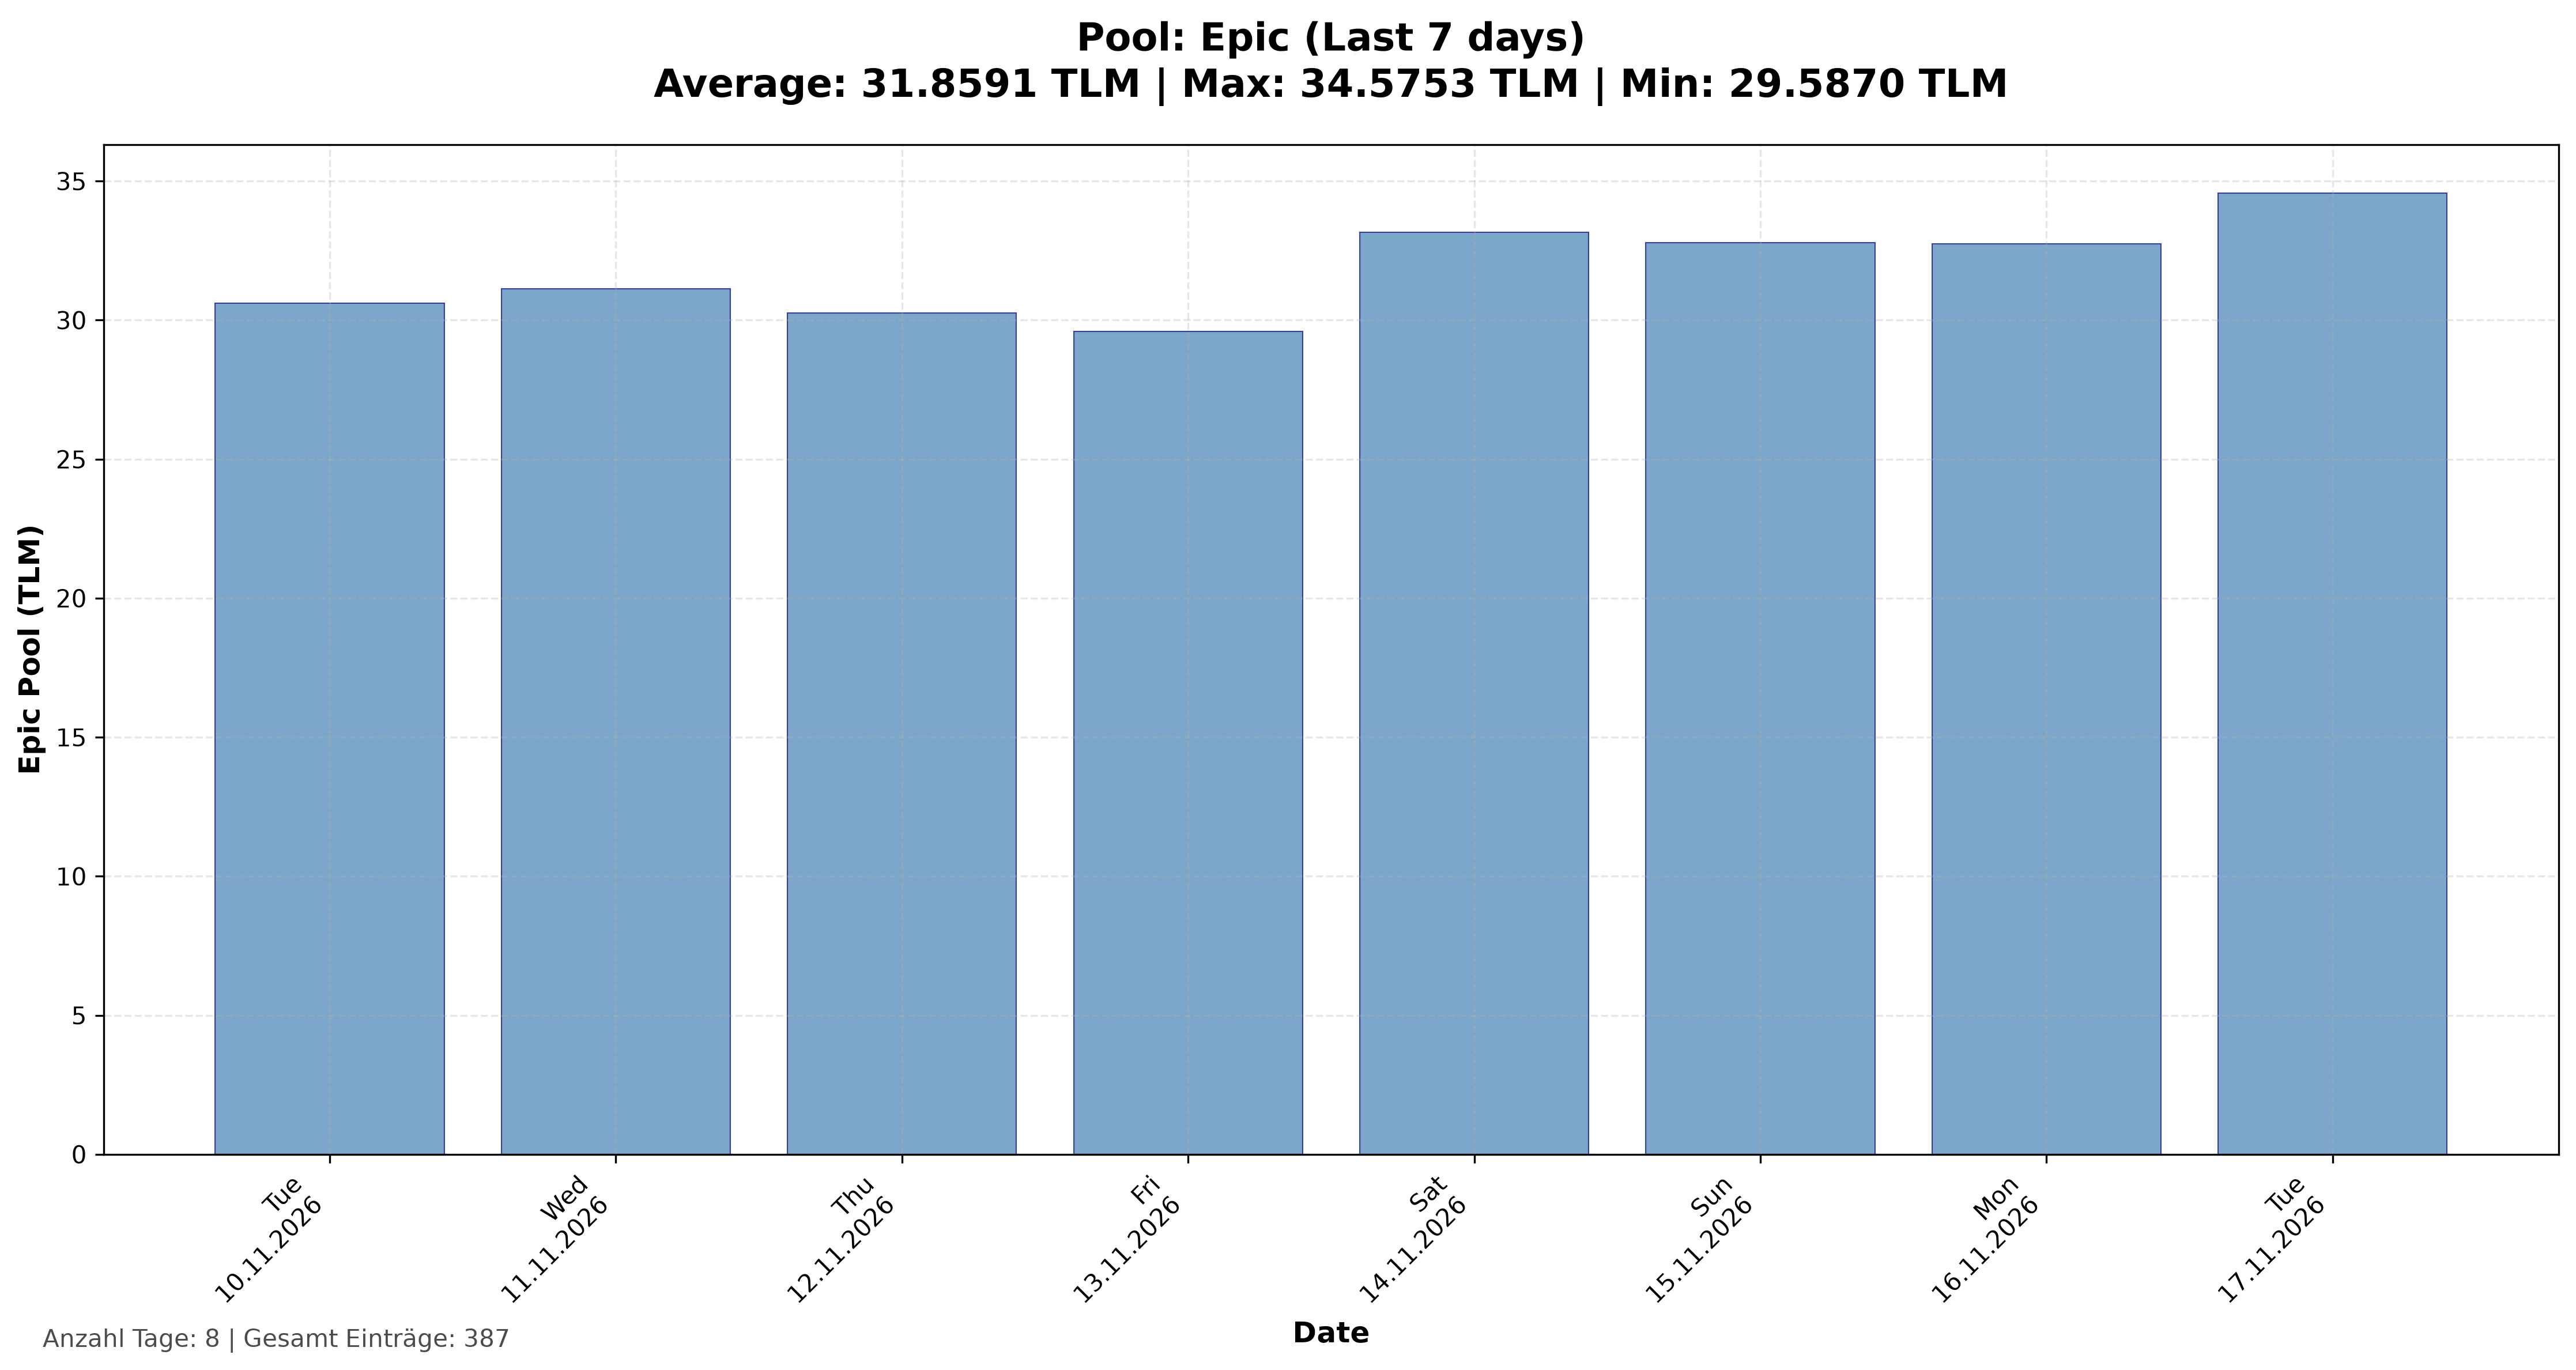 Pool: Epic (Last 7 days)
Average: 31.8591 TLM | Max: 34.5753 TLM | Min: 29.5870 TLM
Epic Pool (TLM)
35
30
25
20
15
10
5
0
Tue
10.11.2026
Wed
11.11.2026
Thu
12.11.2026
Fri
13.11.2026
Sat
14.11.2026
Sun
15.11.2026
Mon
16.11.2026
Tue
17.11.2026
Date
Anzahl Tage: 8 | Gesamt Einträge: 387